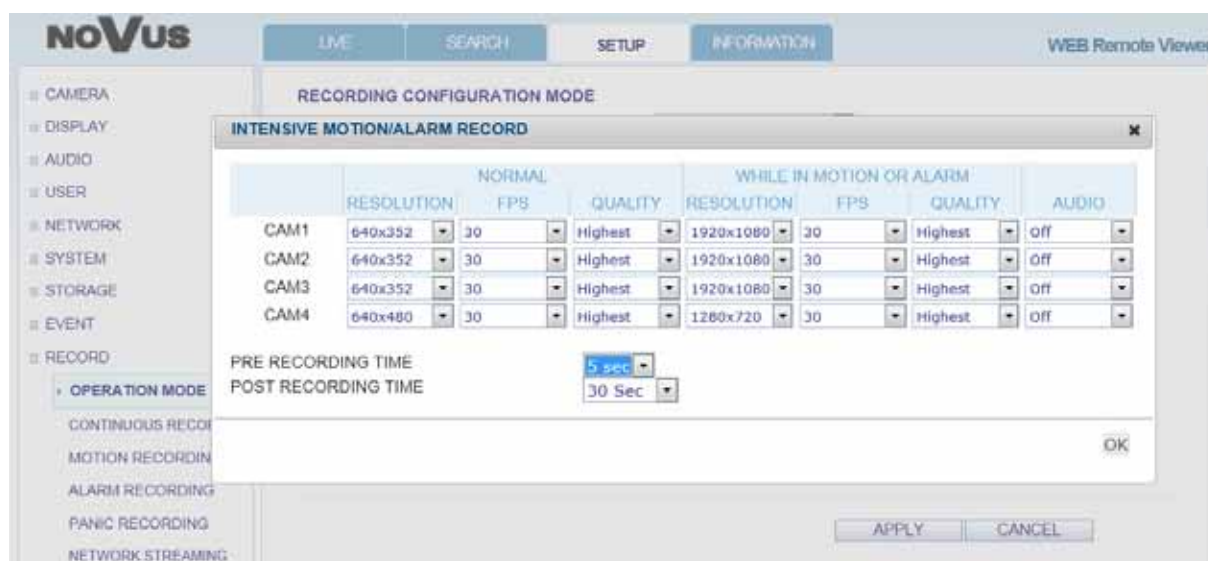 NOVUS
LIVE SEARCH SETUP INFORMATION
WEB Remote Viewer
CAMERA
DISPLAY
AUDIO
USER
NETWORK
SYSTEM
STORAGE
EVENT
RECORD
OPERATION MODE
CONTINUOUS RECOR
MOTION RECORDIN
ALARM RECORDING
PANIC RECORDING
NETWORK STREAMING
RECORDING CONFIGURATION MODE
INTENSIVE MOTION/ALARM RECORD
NORMAL WHILE IN MOTION OR ALARM
RESOLUTION FPS QUALITY RESOLUTION FPS QUALITY AUDIO
CAM1 640x352 30 Highest 1920x1080 30 Highest Off
CAM2 640x352 30 Highest 1920x1080 30 Highest Off
CAM3 640x352 30 Highest 1920x1080 30 Highest Off
CAM4 640x480 30 Highest 1280x720 30 Highest Off
PRE RECORDING TIME 5 sec
POST RECORDING TIME 30 Sec
OK
APPLY CANCEL